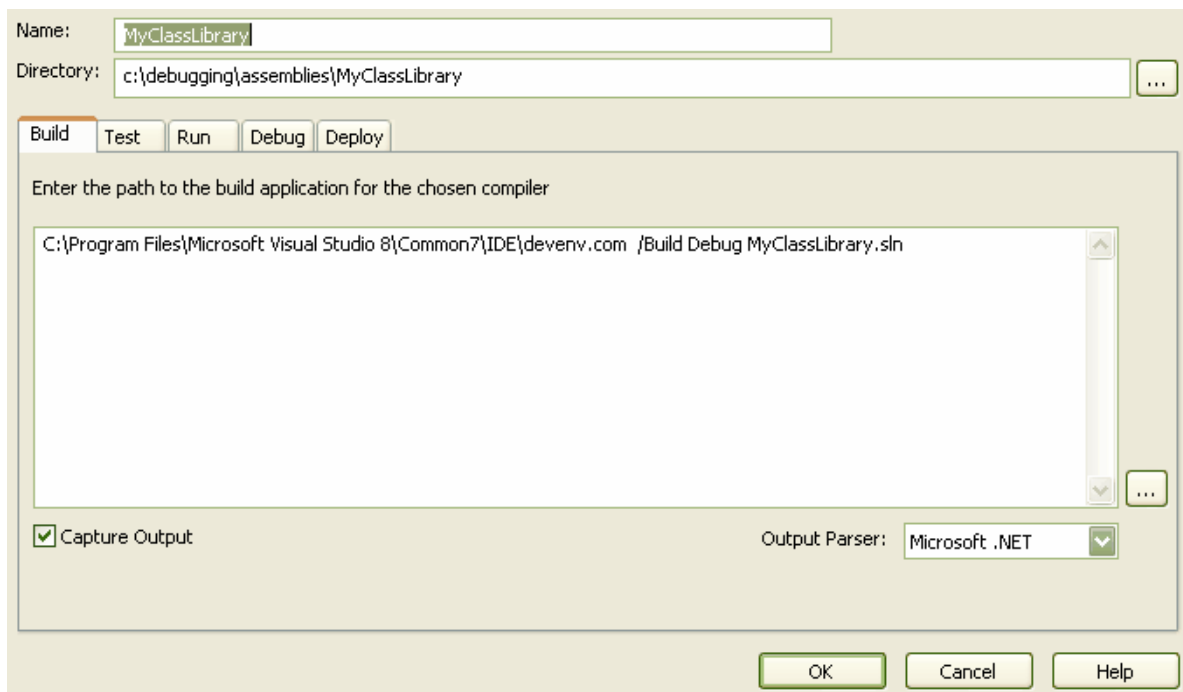 Name: MyClassLibrary
Directory: c:\debugging\assemblies\MyClassLibrary ...
Build Test Run Debug Deploy
Enter the path to the build application for the chosen compiler
C:\Program Files\Microsoft Visual Studio 8\Common7\IDE\devenv.com  /Build Debug MyClassLibrary.sln
...
Capture Output Output Parser: Microsoft .NET
OK Cancel Help